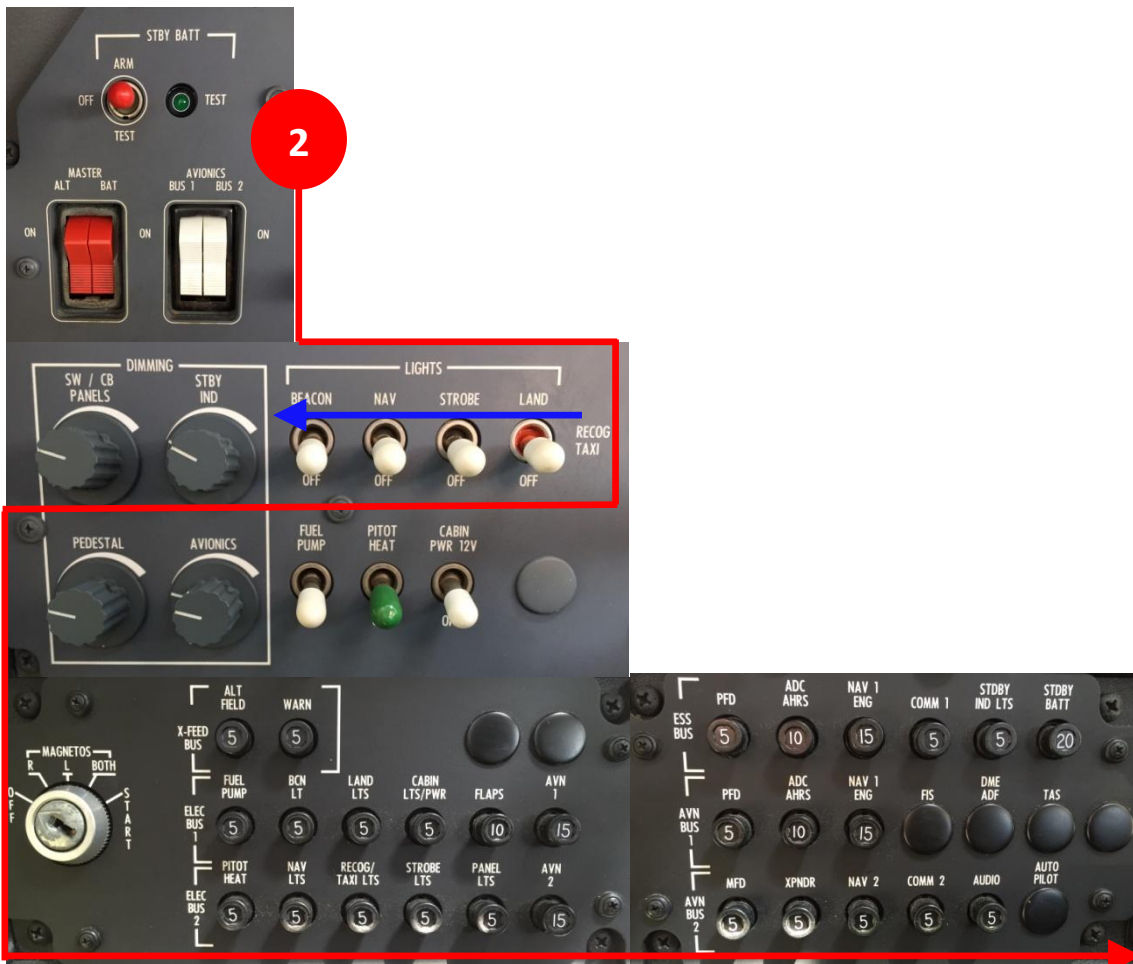 STBY BATT
ARM
OFF
TEST
TEST
2
MASTER
ALT BAT
AVIONICS
BUS 1 BUS 2
ON
ON
ON
DIMMING
SW / CB
PANELS
STBY
IND
LIGHTS
BEACON
NAV
STROBE
LAND
RECOG
TAXI
OFF
OFF
OFF
OFF
PEDESTAL
AVIONICS
FUEL
PUMP
PITOT
HEAT
CABIN
PWR 12V
MAGNETOS
R L BOTH
OFF
START
X-FEED
BUS
ALT
FIELD
WARN
5 5
ELEC
BUS
1
FUEL
PUMP
BCN
LT
LAND
LTS
CABIN
LTS/PWR
FLAPS
AVN
1
5 5 5 5 10 15
ELEC
BUS
2
PITOT
HEAT
NAV
LTS
RECOG/
TAXI LTS
STROBE
LTS
PANEL
LTS
AVN
2
5 5 5 5 5 15
ESS
BUS
PFD
ADC
AHRS
NAV 1
ENG
COMM 1
STDBY
IND LTS
STDBY
BATT
5 10 15 5 5 20
AVN
BUS
1
PFD
ADC
AHRS
NAV 1
ENG
FIS
DME
ADF
TAS
5 10 15
AVN
BUS
2
MFD
XPNDR
NAV 2
COMM 2
AUDIO
AUTO
PILOT
5 5 5 5 5